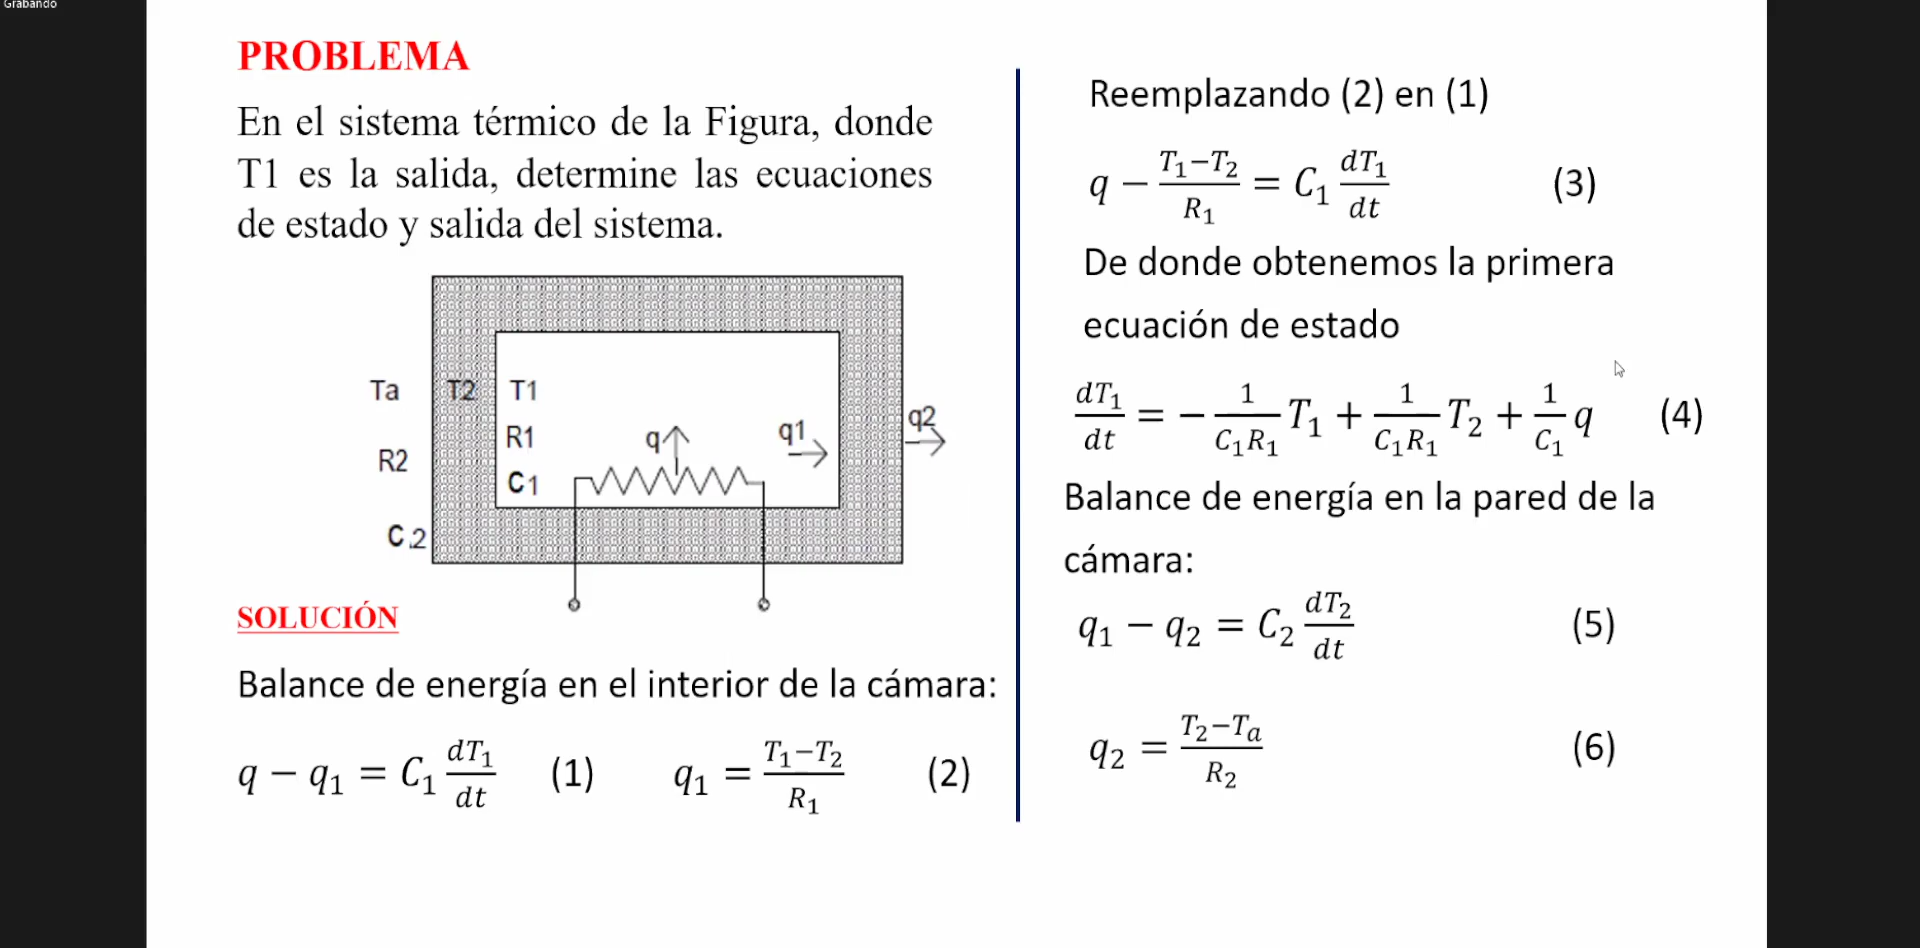 Grabando
PROBLEMA
En el sistema térmico de la Figura, donde
T1 es la salida, determine las ecuaciones
de estado y salida del sistema.
Ta T2 T1
R1
R2
C1
C.2
q
q1
q2
SOLUCIÓN
Balance de energía en el interior de la cámara:
q − q₁ = C₁ dT₁/dt (1) q₁ = (T₁−T₂)/R₁ (2)
Reemplazando (2) en (1)
q − (T₁−T₂)/R₁ = C₁ dT₁/dt (3)
De donde obtenemos la primera
ecuación de estado
dT₁/dt = − 1/(C₁R₁) T₁ + 1/(C₁R₁) T₂ + 1/C₁ q (4)
Balance de energía en la pared de la
cámara:
q₁ − q₂ = C₂ dT₂/dt (5)
q₂ = (T₂−Tₐ)/R₂ (6)